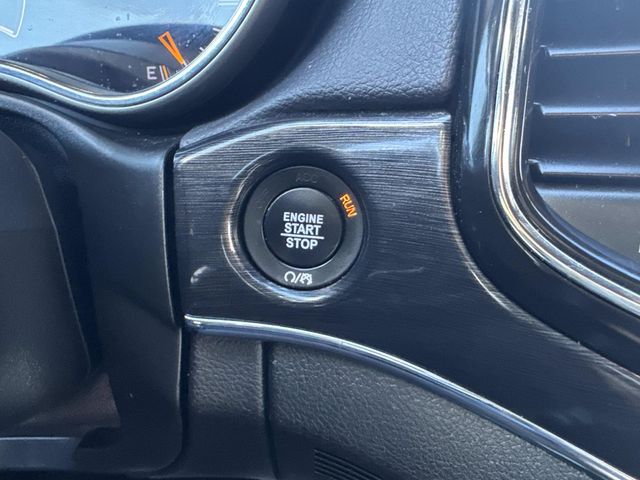 E
ACC
RUN
ENGINE
START
STOP